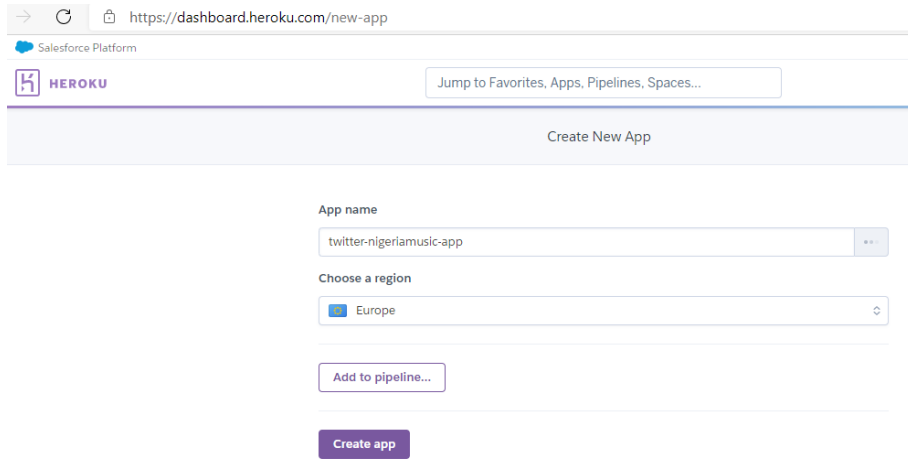 https://dashboard.heroku.com/new-app
Salesforce Platform
HEROKU
Jump to Favorites, Apps, Pipelines, Spaces...
Create New App
App name
twitter-nigeriamusic-app
Choose a region
Europe
Add to pipeline...
Create app